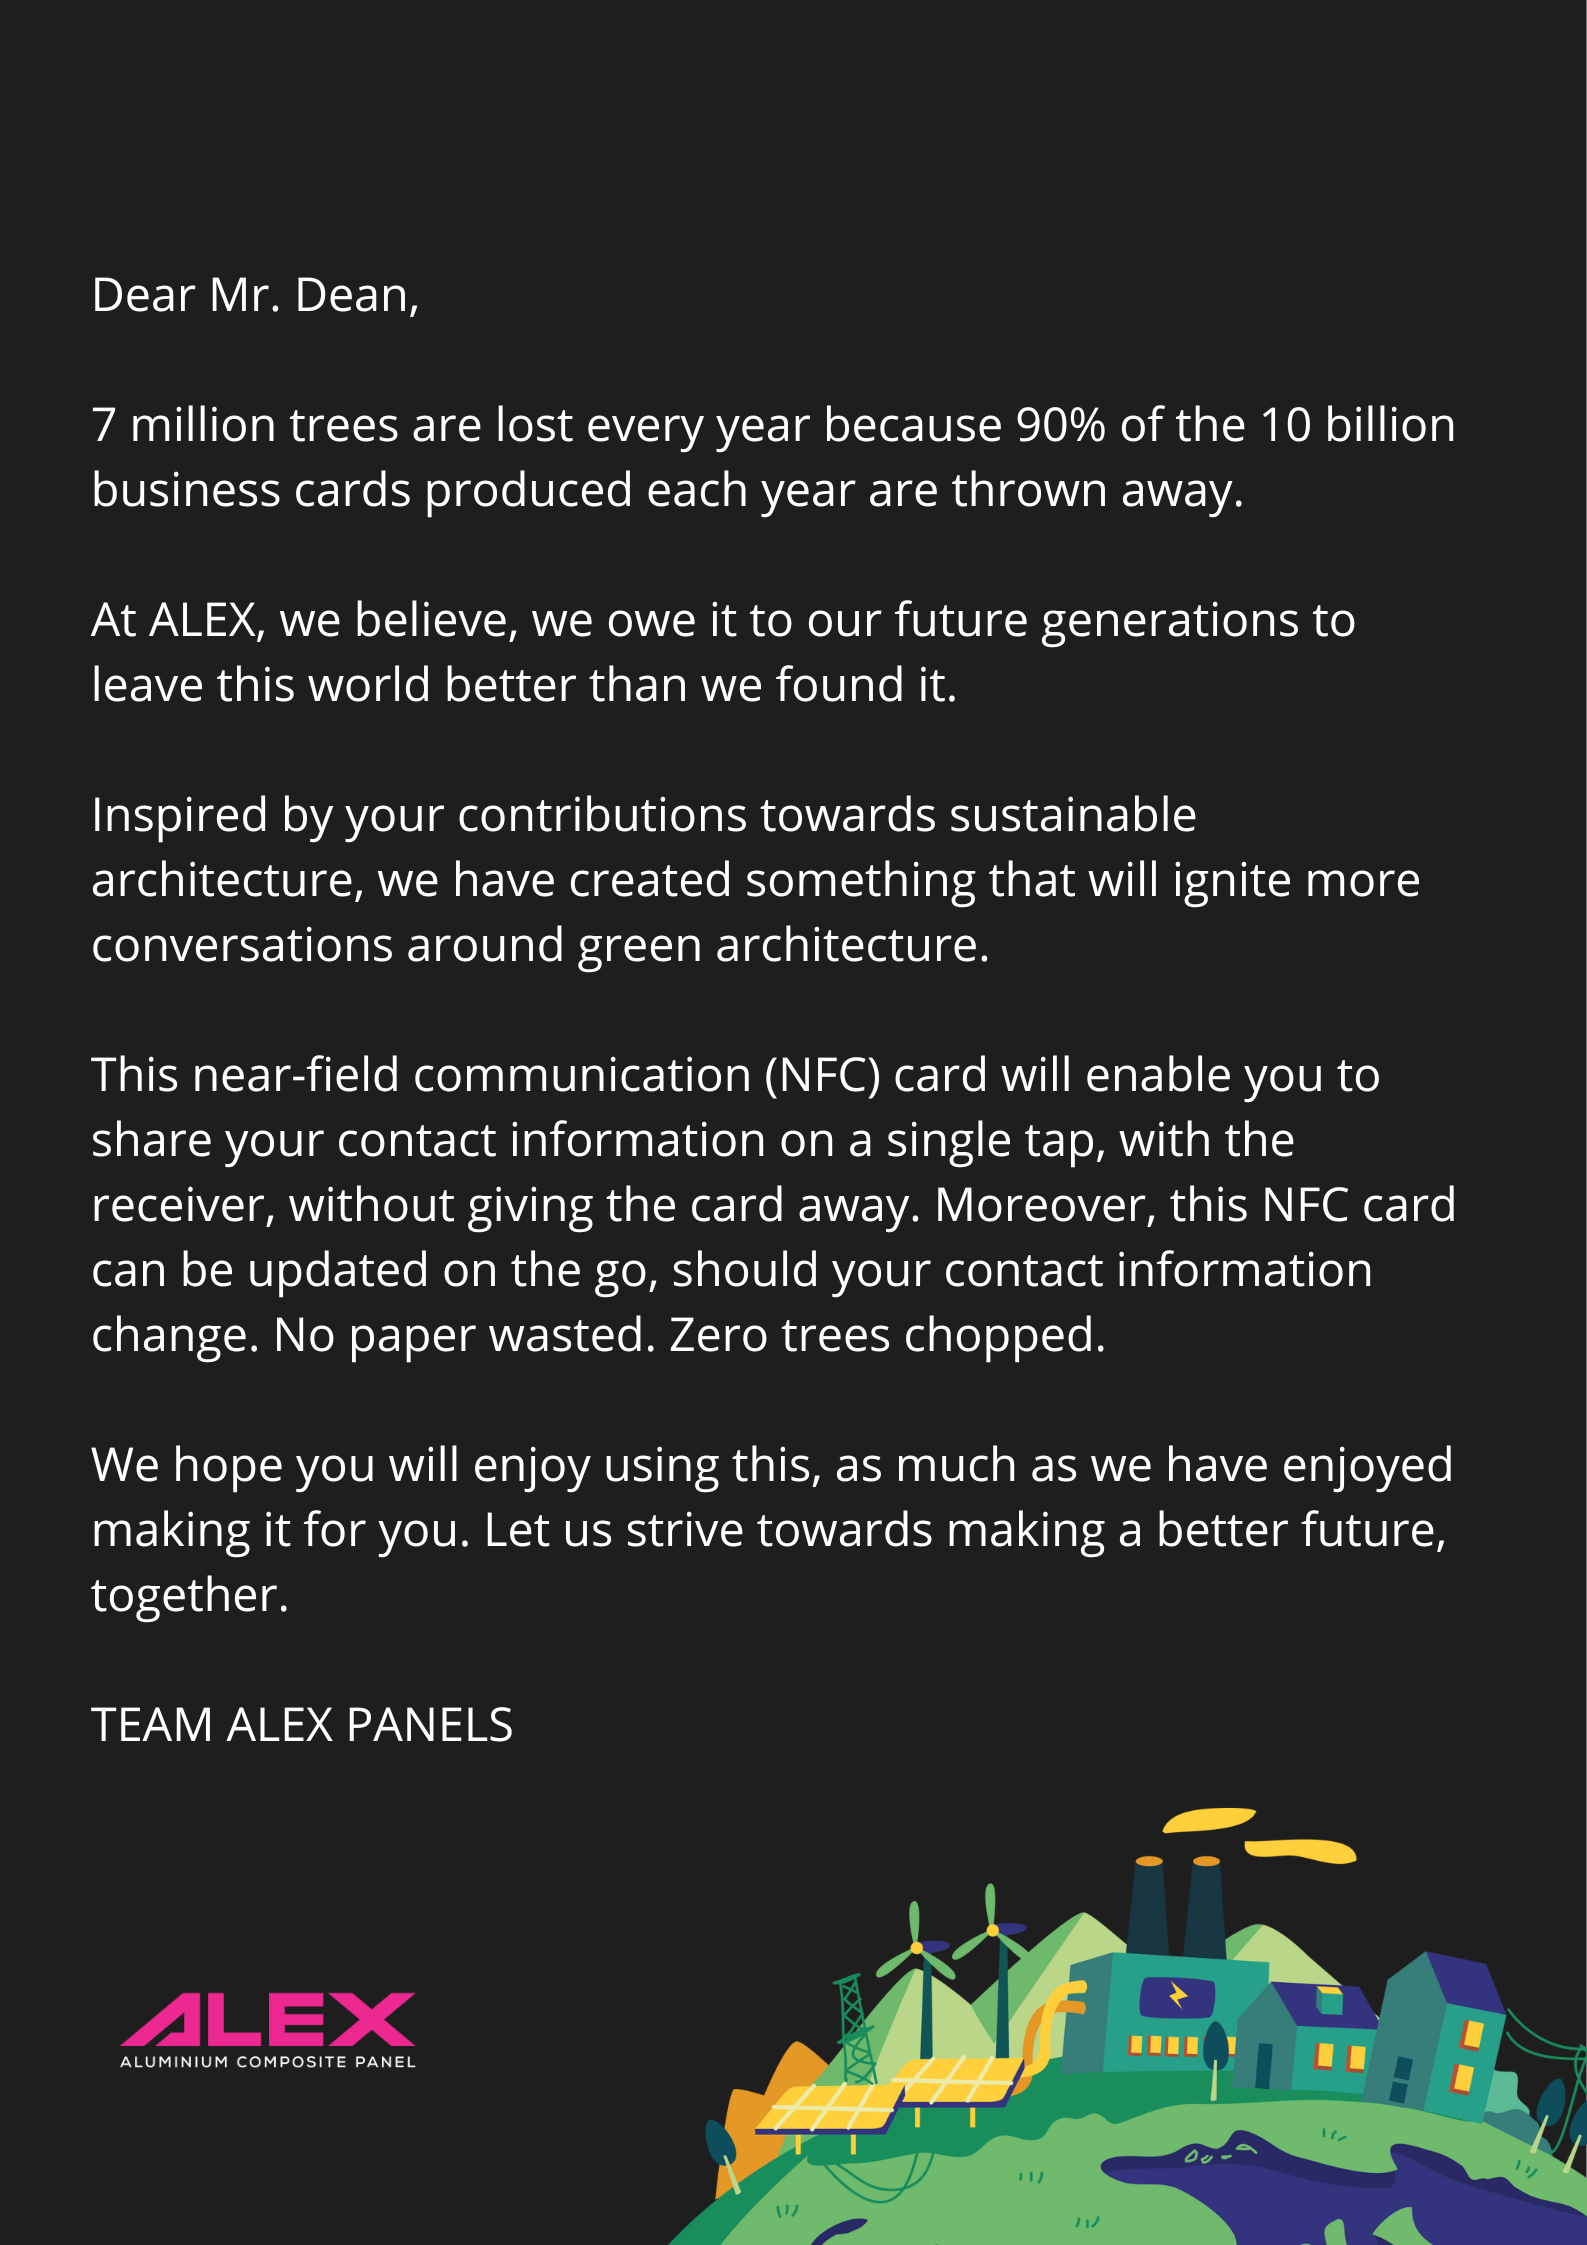 Dear Mr. Dean,
7 million trees are lost every year because 90% of the 10 billion
business cards produced each year are thrown away.
At ALEX, we believe, we owe it to our future generations to
leave this world better than we found it.
Inspired by your contributions towards sustainable
architecture, we have created something that will ignite more
conversations around green architecture.
This near-field communication (NFC) card will enable you to
share your contact information on a single tap, with the
receiver, without giving the card away. Moreover, this NFC card
can be updated on the go, should your contact information
change. No paper wasted. Zero trees chopped.
We hope you will enjoy using this, as much as we have enjoyed
making it for you. Let us strive towards making a better future,
together.
TEAM ALEX PANELS
ALEX
ALUMINIUM COMPOSITE PANEL